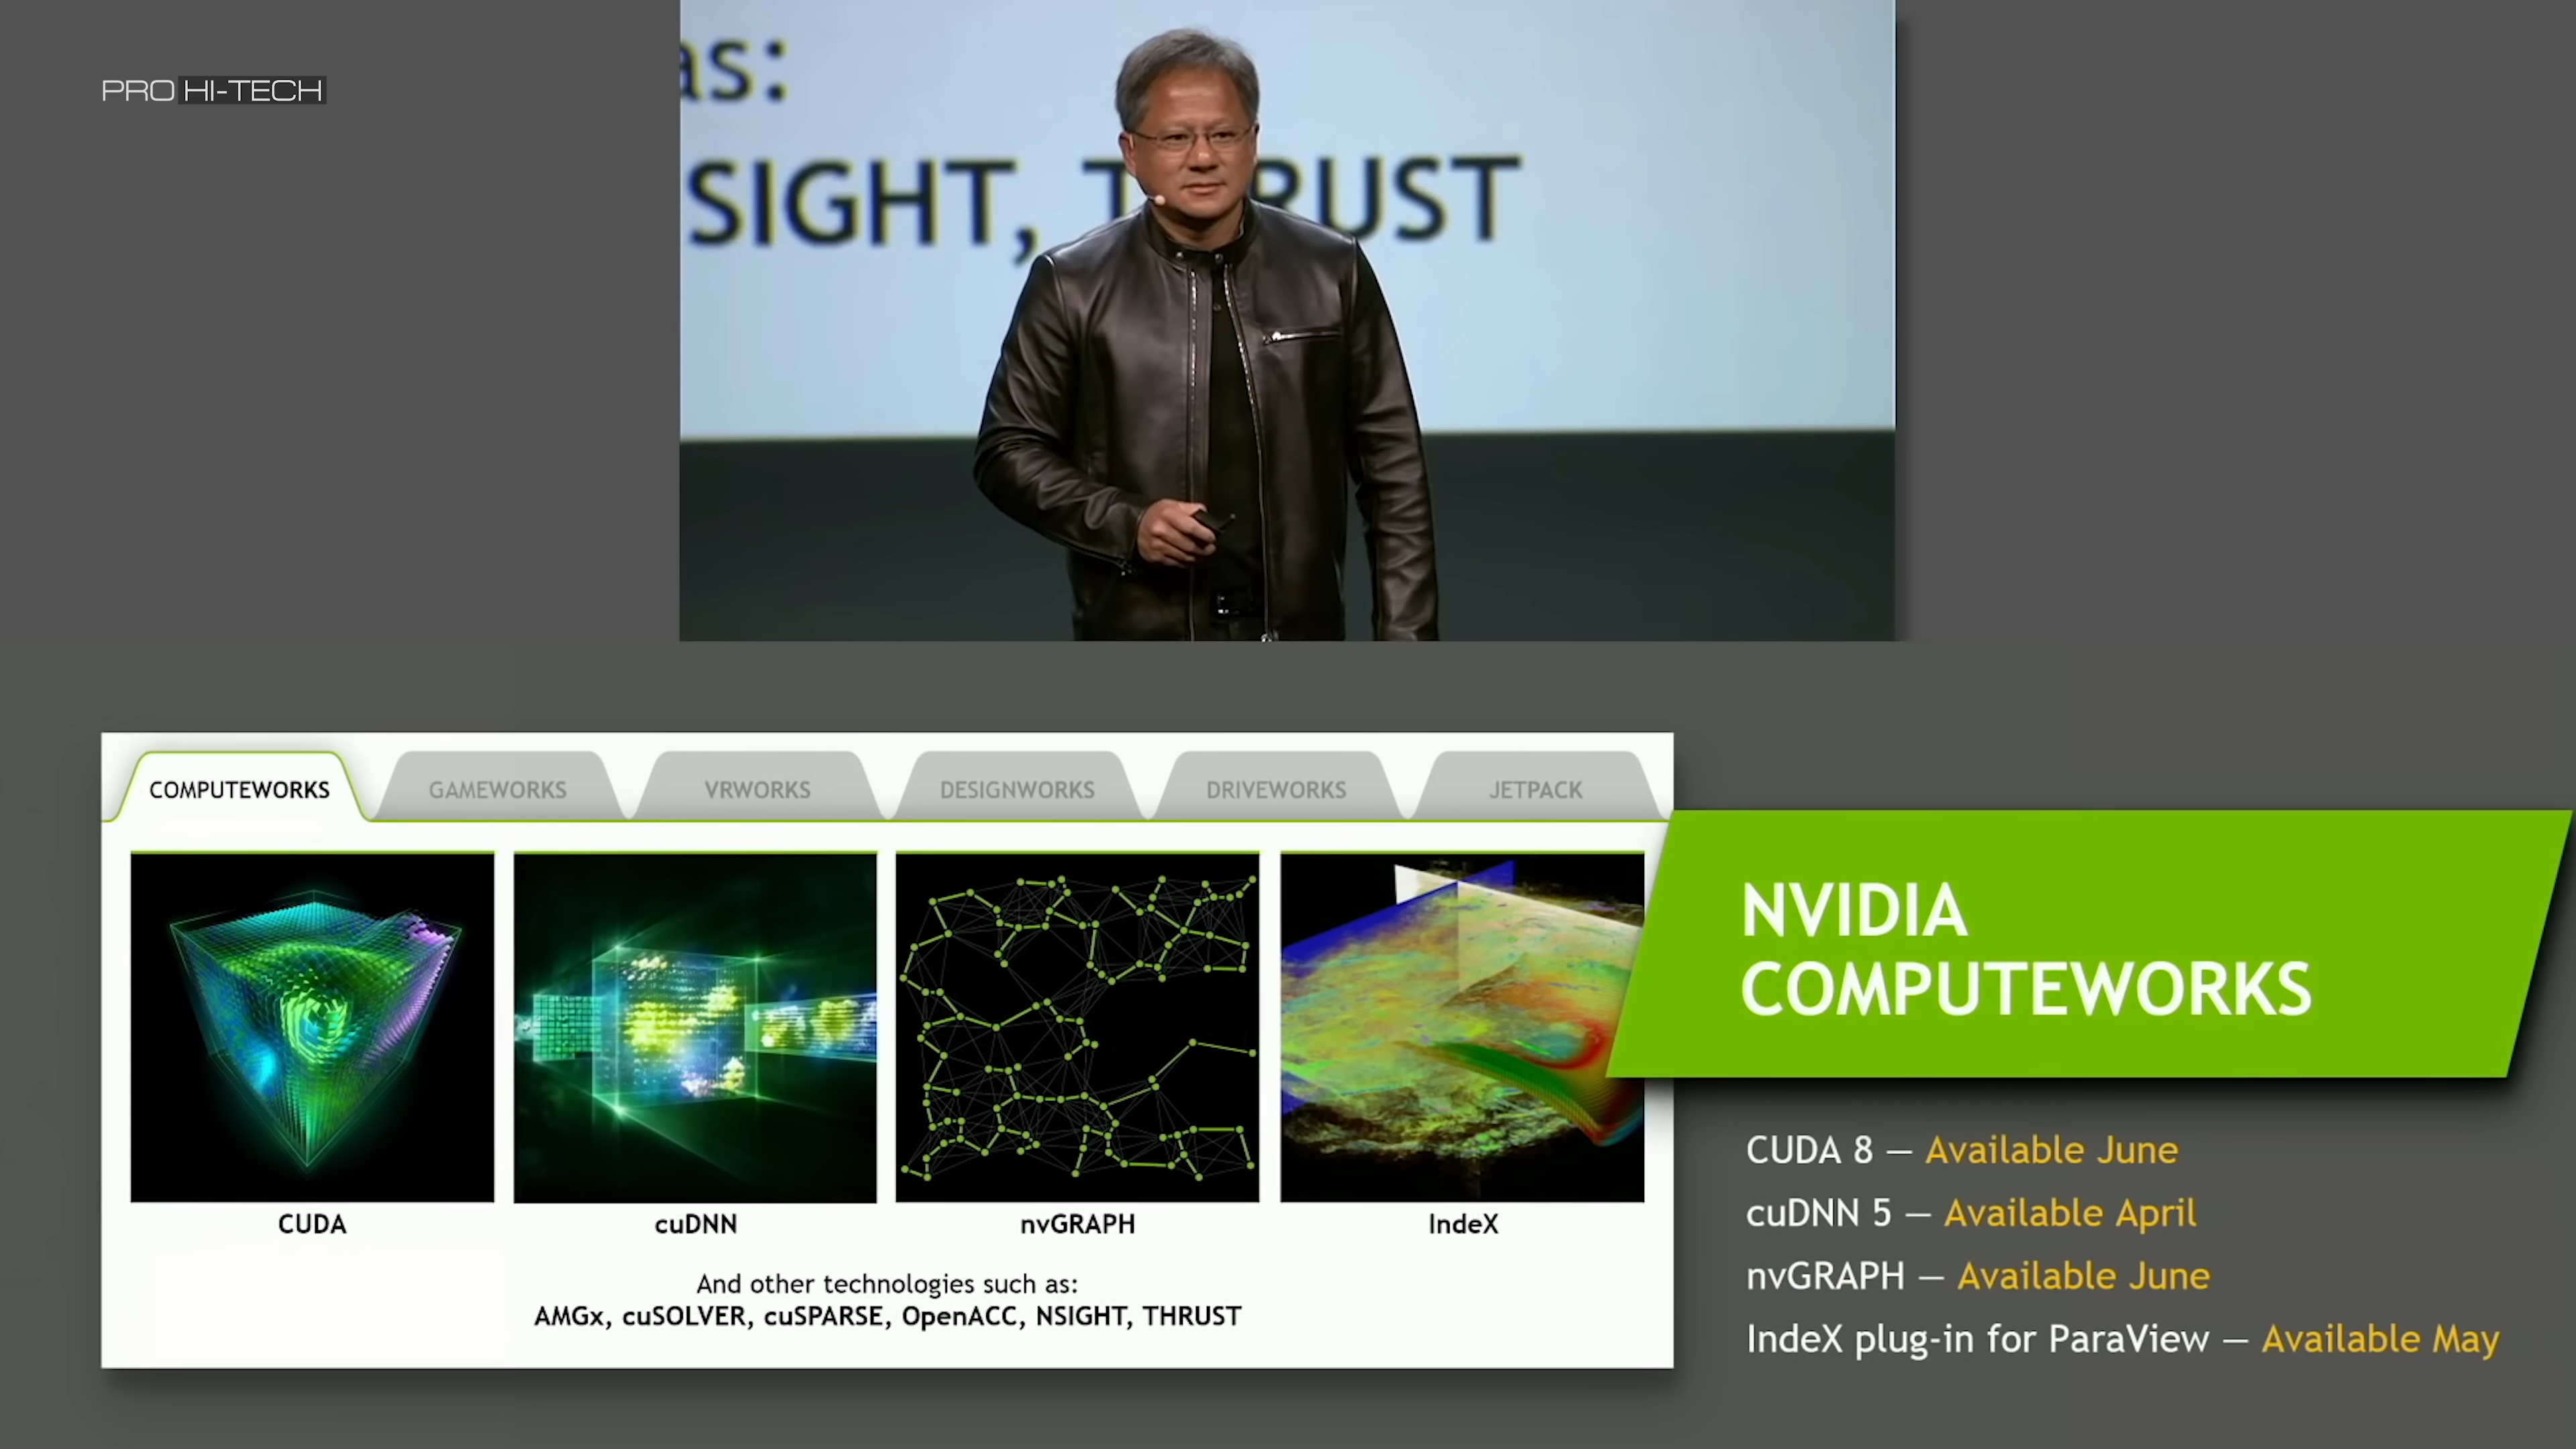 PRO HI-TECH
as:
SIGHT, THRUST
COMPUTEWORKS
GAMEWORKS
VRWORKS
DESIGNWORKS
DRIVEWORKS
JETPACK
CUDA
cuDNN
nvGRAPH
IndeX
And other technologies such as:
AMGx, cuSOLVER, cuSPARSE, OpenACC, NSIGHT, THRUST
NVIDIA
COMPUTEWORKS
CUDA 8 — Available June
cuDNN 5 — Available April
nvGRAPH — Available June
IndeX plug-in for ParaView — Available May